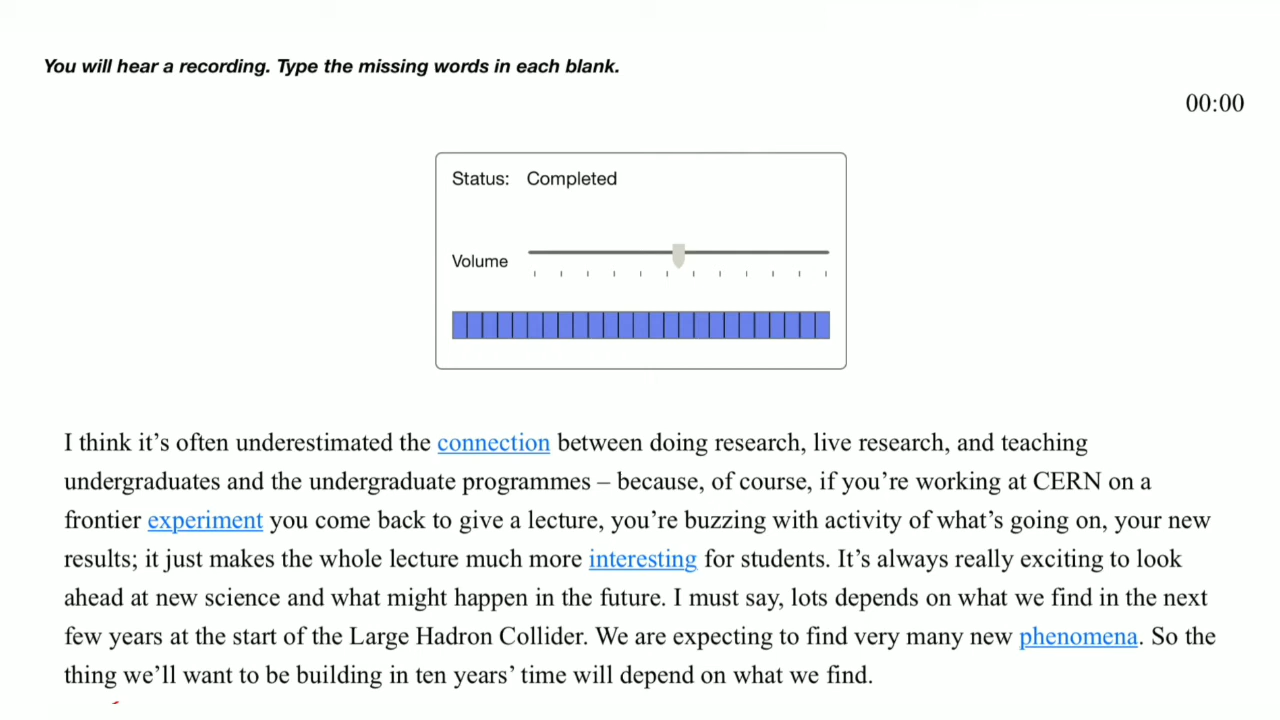 You will hear a recording. Type the missing words in each blank.
00:00
Status: Completed
Volume
I think it’s often underestimated the connection between doing research, live research, and teaching
undergraduates and the undergraduate programmes – because, of course, if you’re working at CERN on a
frontier experiment you come back to give a lecture, you’re buzzing with activity of what’s going on, your new
results; it just makes the whole lecture much more interesting for students. It’s always really exciting to look
ahead at new science and what might happen in the future. I must say, lots depends on what we find in the next
few years at the start of the Large Hadron Collider. We are expecting to find very many new phenomena. So the
thing we’ll want to be building in ten years’ time will depend on what we find.